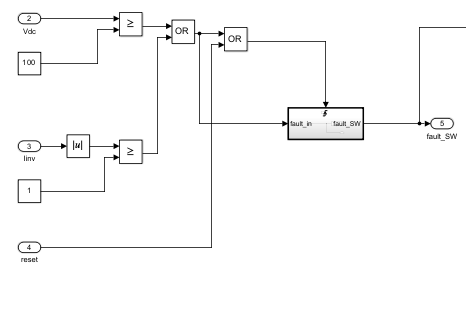 2
Vdc
≥
OR
OR
100
fault_in
fault_SW
5
fault_SW
3
Iinv
|u|
≥
1
4
reset